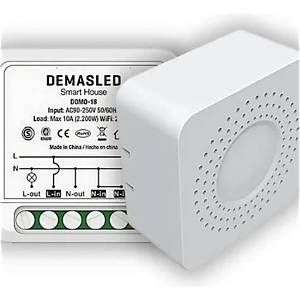 DEMASLED
Smart House
DOMO-18
Input: AC90-250V 50/60H
Load: Max 10A (2.200W) WiFi: 2
Made in China / Hecho en china
L
N
L-out L-in N-out N-in